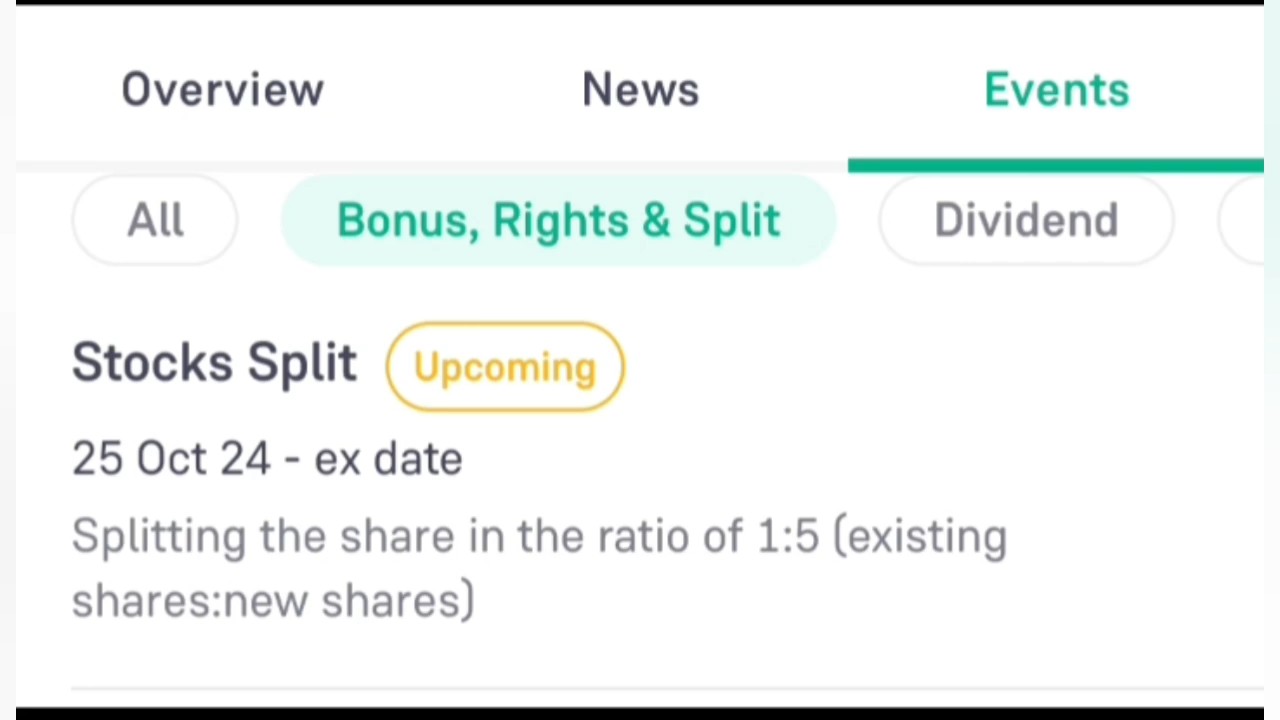 Overview News Events
All Bonus, Rights & Split Dividend
Stocks Split Upcoming
25 Oct 24 - ex date
Splitting the share in the ratio of 1:5 (existing
shares:new shares)